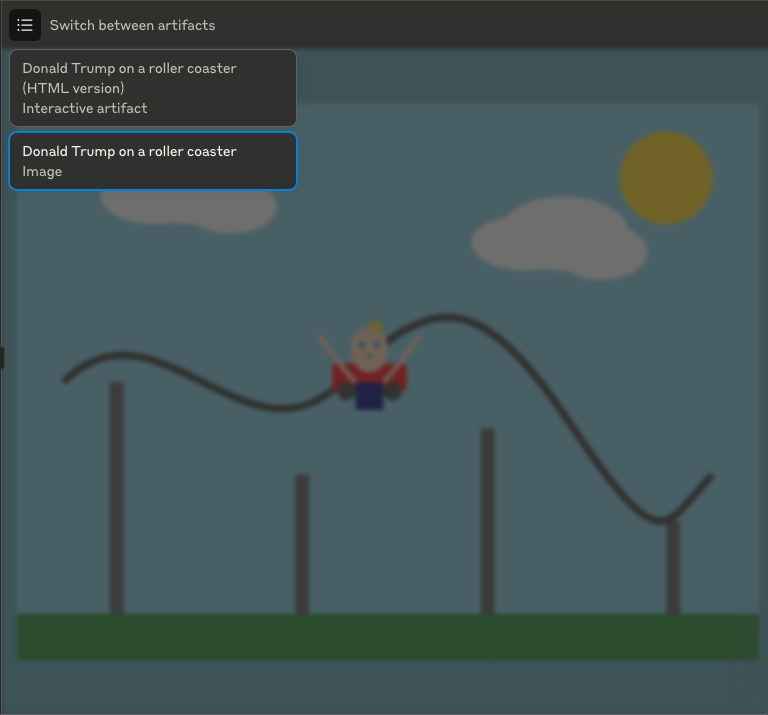 Switch between artifacts
Donald Trump on a roller coaster
(HTML version)
Interactive artifact
Donald Trump on a roller coaster
Image